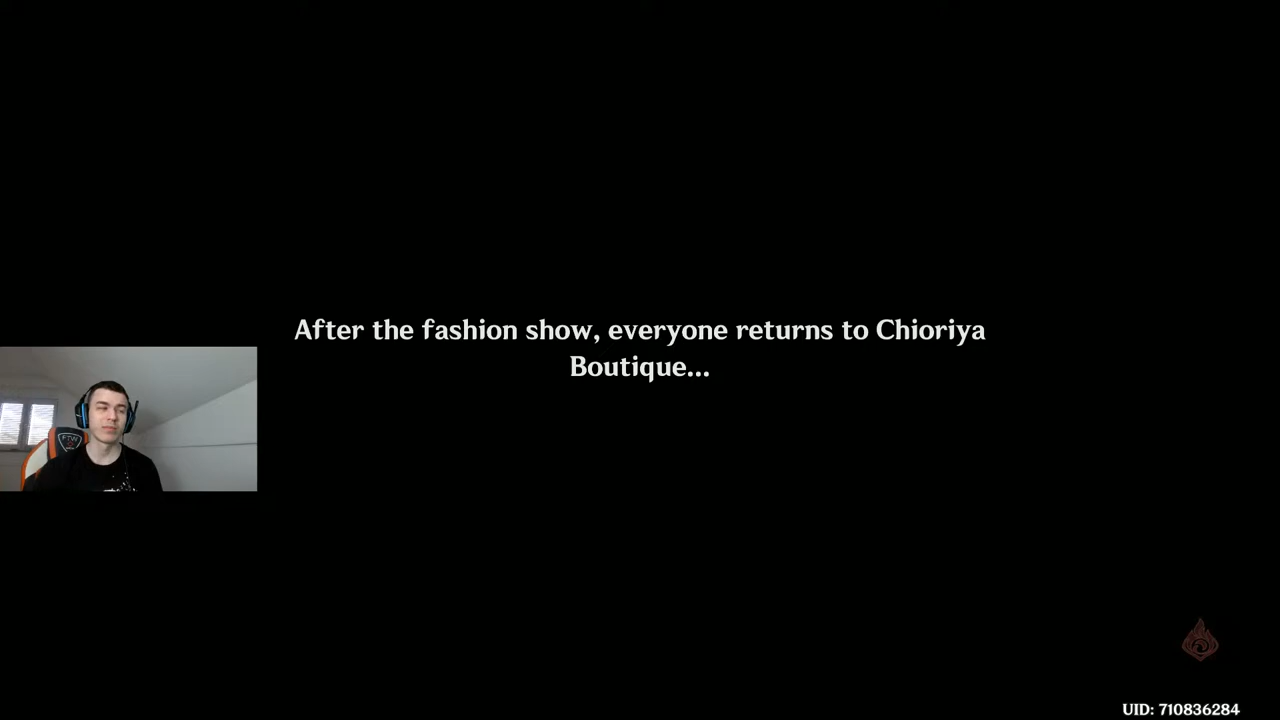 After the fashion show, everyone returns to Chioriya
Boutique...
UID: 710836284